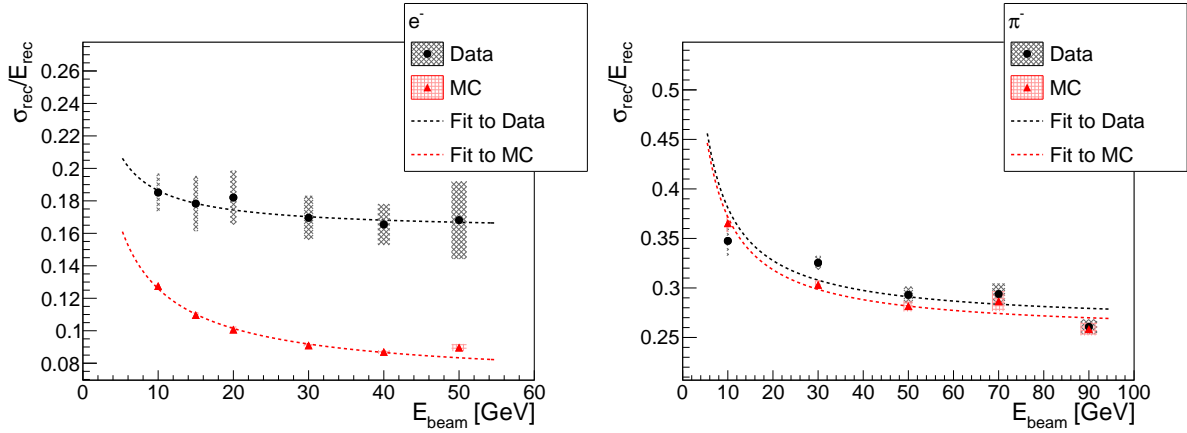 e⁻
Data
MC
Fit to Data
Fit to MC
σrec/Erec
0.26
0.24
0.22
0.2
0.18
0.16
0.14
0.12
0.1
0.08
0 10 20 30 40 50 60
Ebeam [GeV]
π⁻
Data
MC
Fit to Data
Fit to MC
σrec/Erec
0.5
0.45
0.4
0.35
0.3
0.25
0 10 20 30 40 50 60 70 80 90 100
Ebeam [GeV]